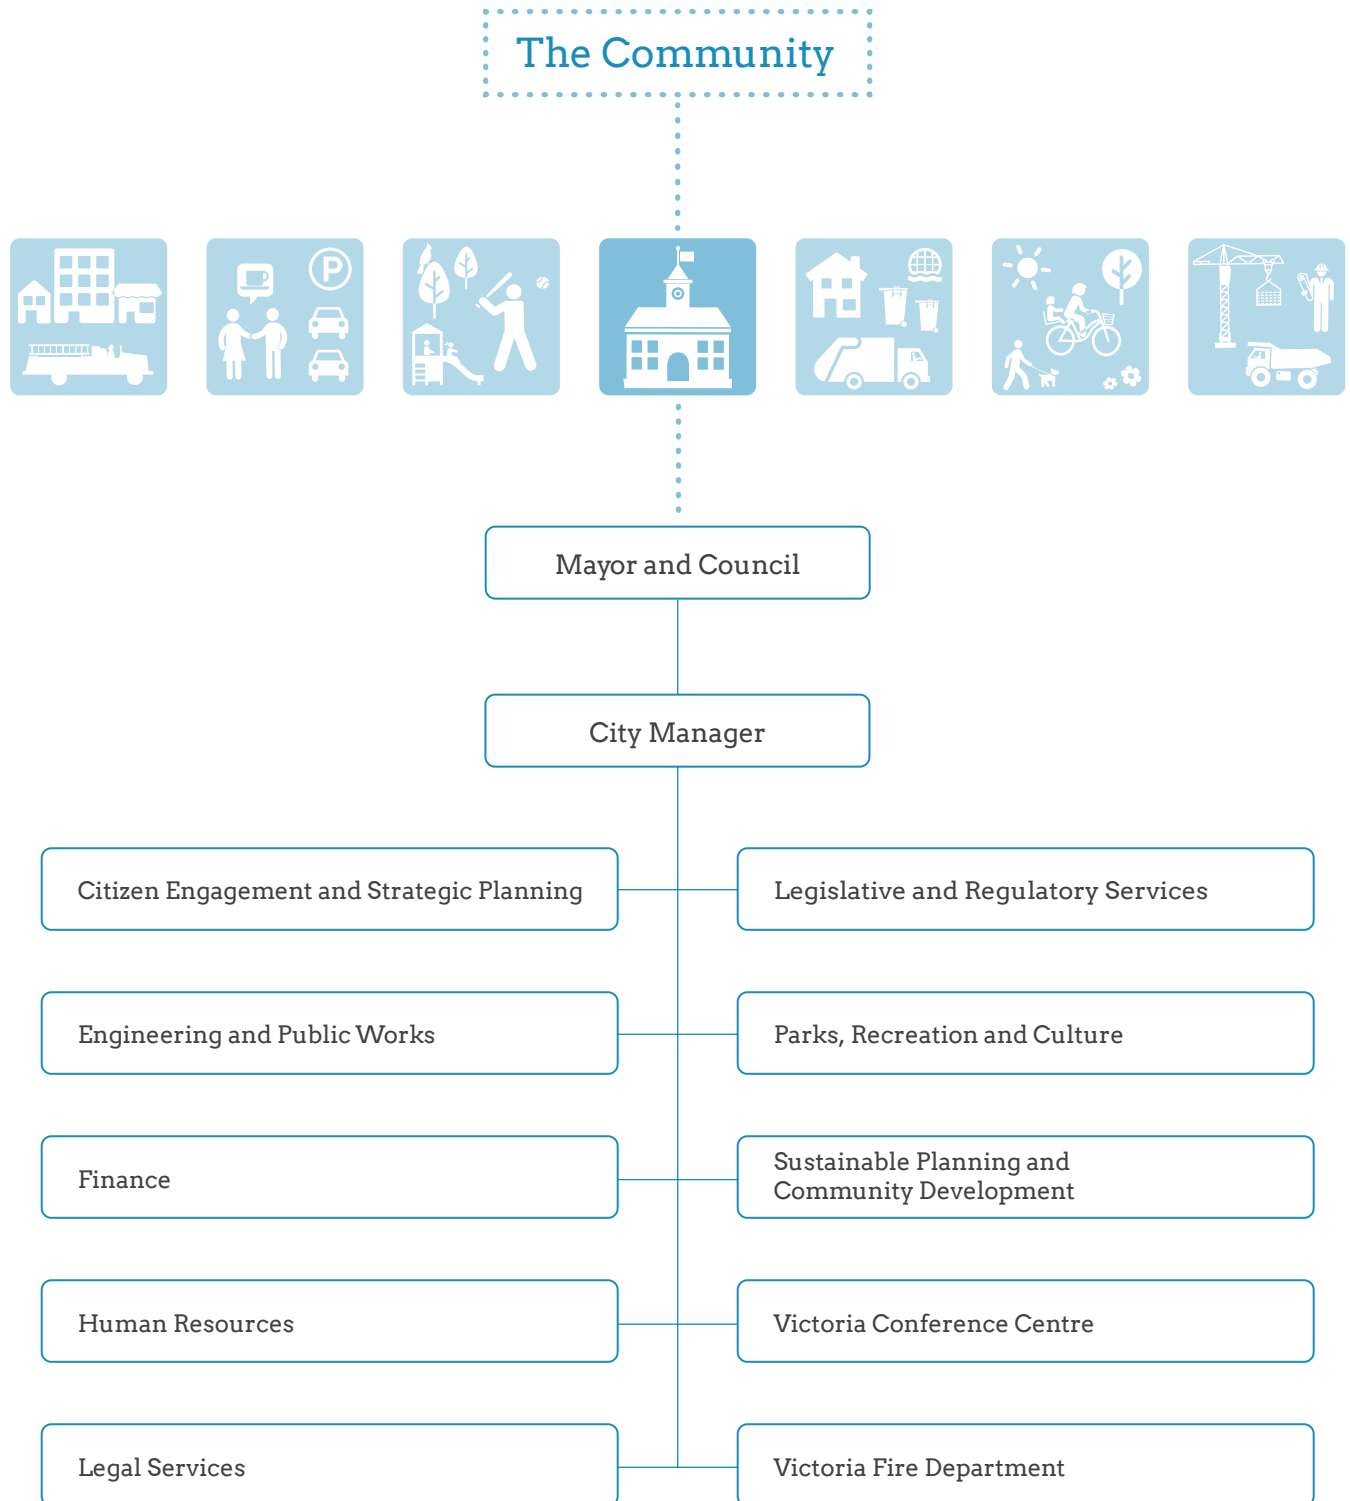 The Community
P
Mayor and Council
City Manager
Citizen Engagement and Strategic Planning
Legislative and Regulatory Services
Engineering and Public Works
Parks, Recreation and Culture
Finance
Sustainable Planning and
Community Development
Human Resources
Victoria Conference Centre
Legal Services
Victoria Fire Department